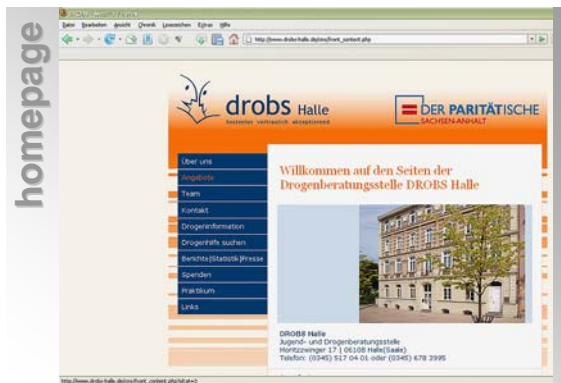 homepage
Datei Bearbeiten Ansicht Chronik Lesezeichen Extras Hilfe
drobs Halle
kostenlos vertraulich akzeptierend
DER PARITÄTISCHE
SACHSEN-ANHALT
Über uns
Angebote
Team
Kontakt
Drogeninformation
Drogenhilfe suchen
Berichte|Statistik|Presse
Spenden
Praktikum
Links
Willkommen auf den Seiten der
Drogenberatungsstelle DROBS Halle
DROBS Halle
Jugend- und Drogenberatungsstelle
Moritzzwinger 17 | 06108 Halle(Saale)
Telefon: (0345) 517 04 01 oder (0345) 678 3995